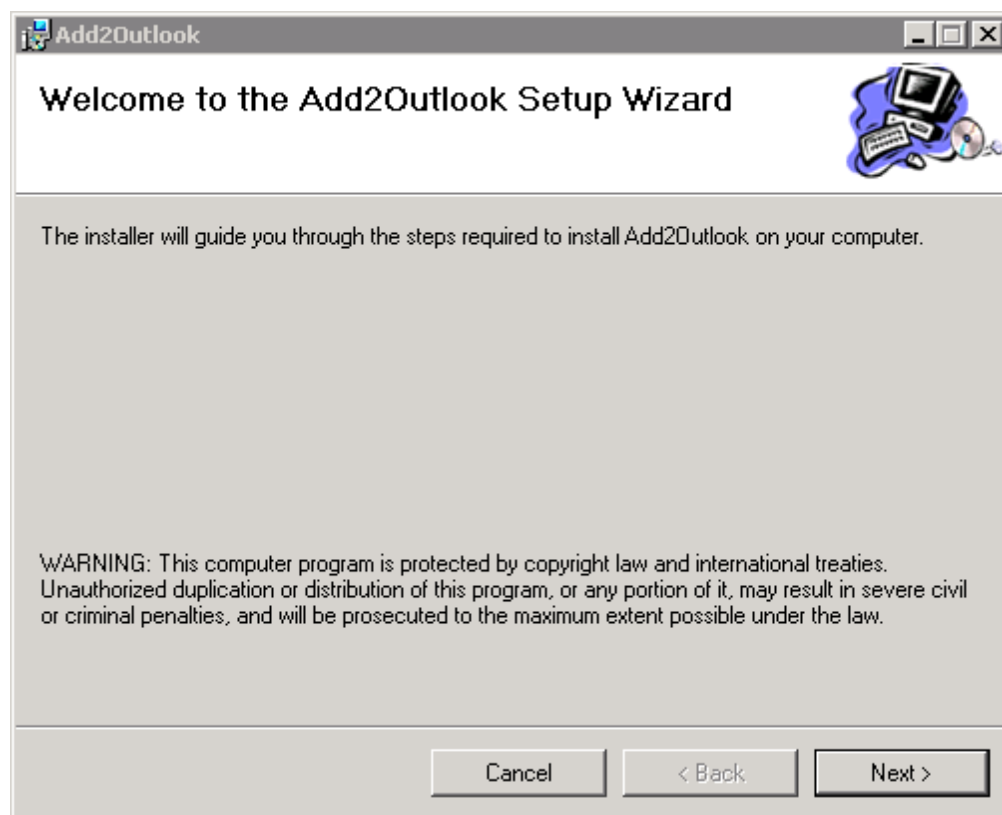 Add2Outlook
Welcome to the Add2Outlook Setup Wizard
The installer will guide you through the steps required to install Add2Outlook on your computer.
WARNING: This computer program is protected by copyright law and international treaties.
Unauthorized duplication or distribution of this program, or any portion of it, may result in severe civil
or criminal penalties, and will be prosecuted to the maximum extent possible under the law.
Cancel
< Back
Next >